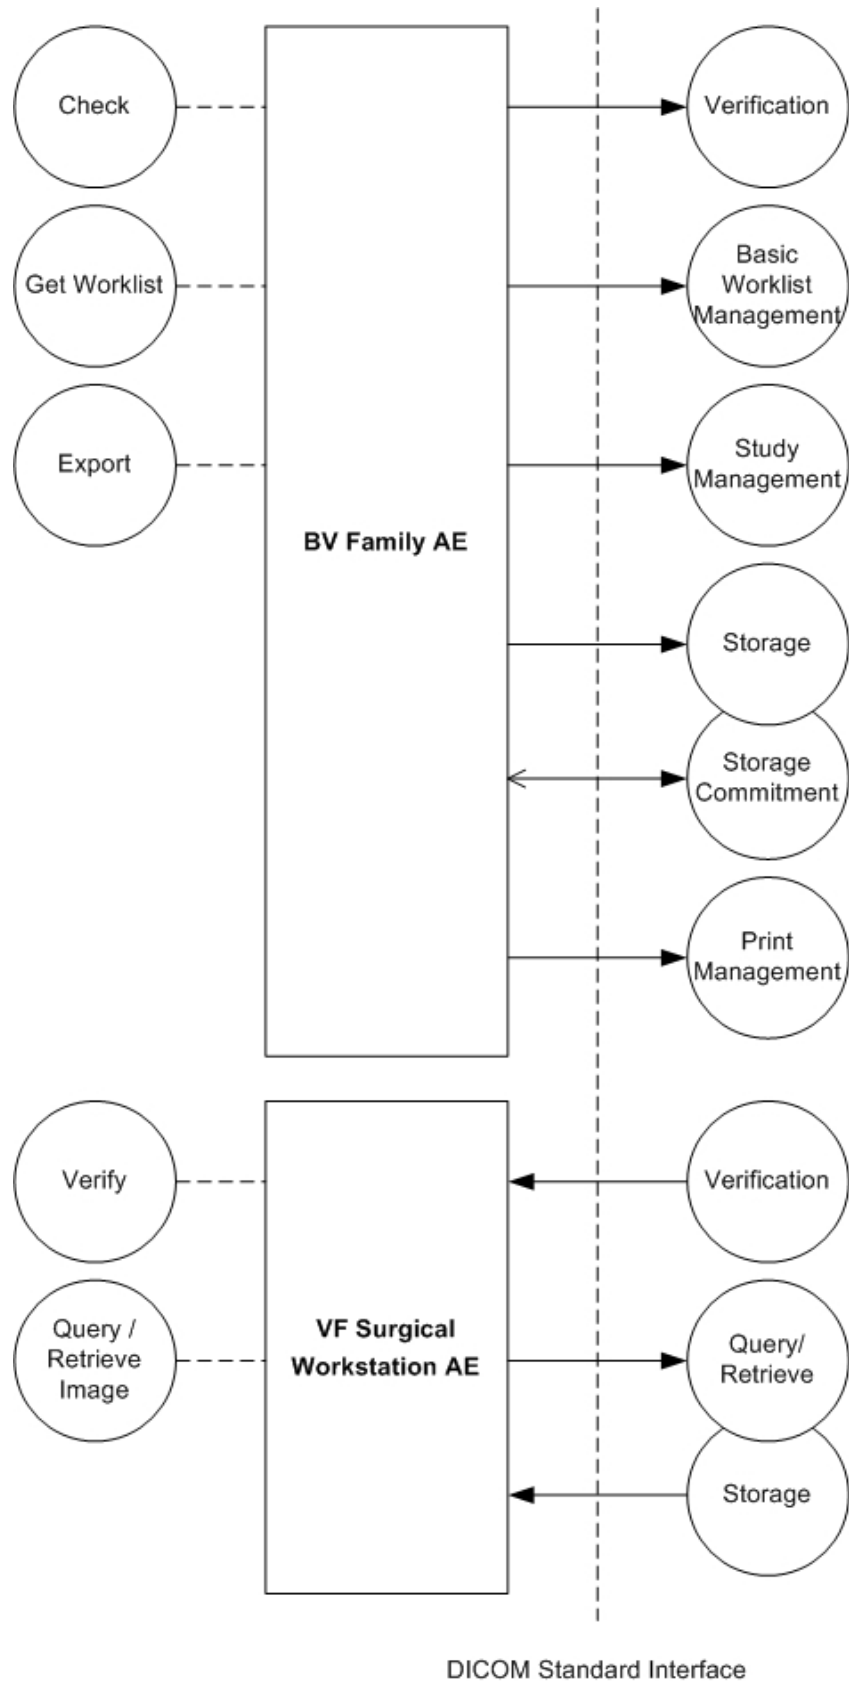 Check
Verification
Get Worklist
Basic
Worklist
Management
Export
Study
Management
BV Family AE
Storage
Storage
Commitment
Print
Management
Verify
Verification
Query /
Retrieve
Image
VF Surgical
Workstation AE
Query/
Retrieve
Storage
DICOM Standard Interface